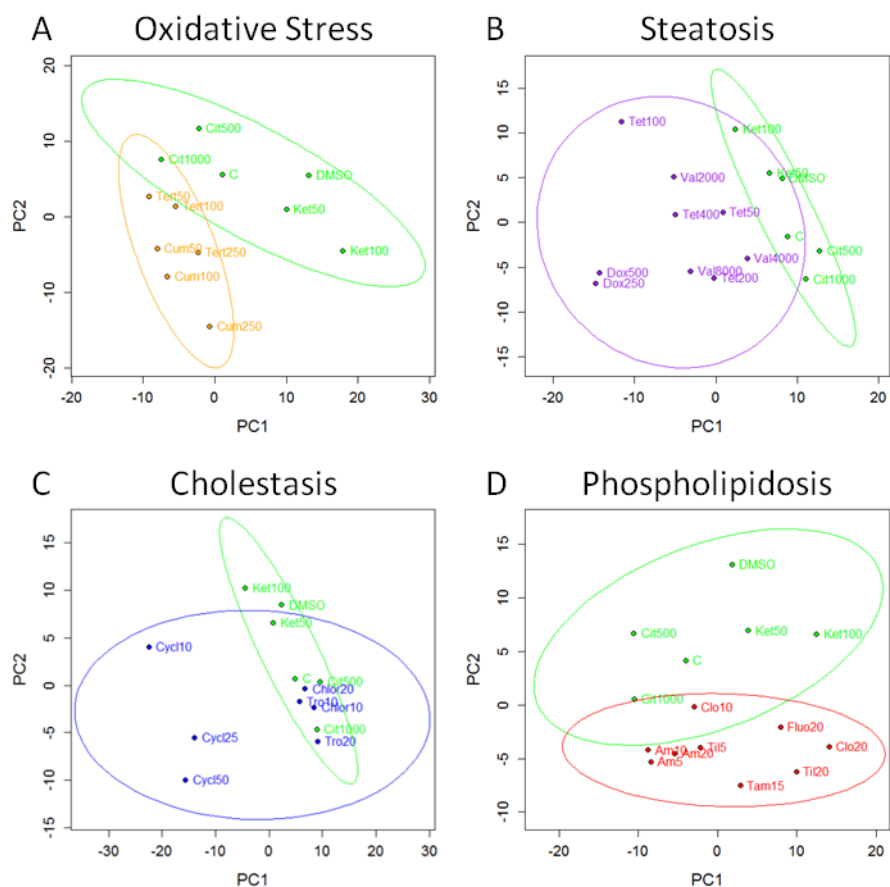 A Oxidative Stress
20
10
0
-10
-20
PC2
Cit500
Cit1000
C
DMSO
Tert50
Tert100
Ket50
Cum50
Tert250
Ket100
Cum100
Cum250
-20 -10 0 10 20 30
PC1
B Steatosis
15
10
5
0
-5
-10
-15
PC2
Tet100
Ket100
Val2000
Ket50
DMSO
Tet400
Tet50
C
Cit500
Val4000
Dox500
Val8000
Tet200
Cit1000
Dox250
-20 -10 0 10 20
PC1
C Cholestasis
15
10
5
0
-5
-10
-15
PC2
Ket100
DMSO
Ket50
Cycl10
C
Cit500
Chlor20
Tro10
Chlor10
Cit1000
Cycl25
Tro20
Cycl50
-30 -20 -10 0 10 20 30
PC1
D Phospholipidosis
15
10
5
0
-5
-10
PC2
DMSO
Cit500
Ket50
Ket100
C
Cit1000
Clo10
Fluo20
Am10
Til5
Clo20
Am20
Am5
Til20
Tam15
-20 -10 0 10 20
PC1